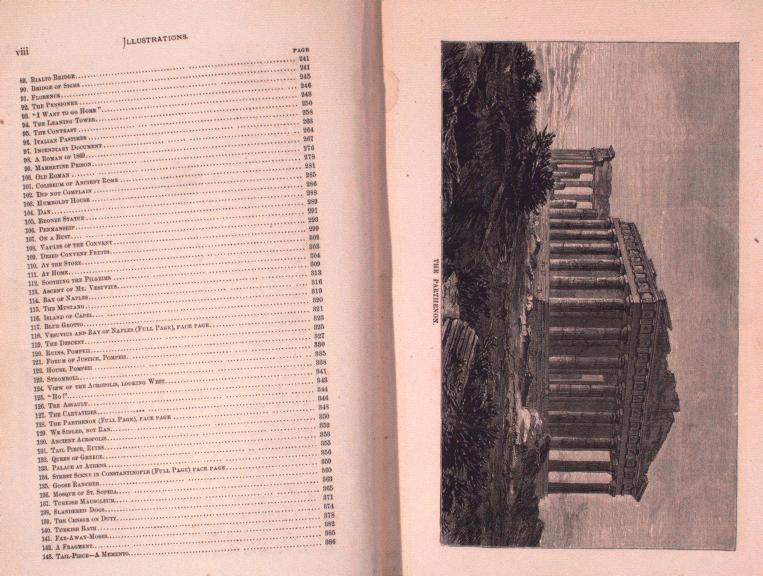 viii
ILLUSTRATIONS.
PAGE
89. RIALTO BRIDGE 241
90. BRIDGE OF SIGHS 241
91. FLORENCE 245
92. THE PENSIONER 246
93. "I WANT TO GO HOME" 248
94. THE LEANING TOWER 250
95. THE CONTRAST 258
96. ITALIAN PASTIMES 263
97. INCENDIARY DOCUMENT 264
98. A ROMAN OF 1869 267
99. MAMERTINE PRISON 276
100. OLD ROMAN 278
101. COLISEUM OF ANCIENT ROME 281
102. DID NOT COMPLAIN 285
103. HUMBOLDT HOUSE 286
104. DAN 288
105. BRONZE STATUE 289
106. PENMANSHIP 291
107. ON A BUST 293
108. VAULTS OF THE CONVENT 299
109. DRIED CONVENT FRUITS 302
110. AT THE STORE 303
111. AT HOME 304
112. SOOTHING THE PILGRIMS 309
113. ASCENT OF MT. VESUVIUS 313
114. BAY OF NAPLES 316
115. THE MUSTANG 319
116. ISLAND OF CAPRI 320
117. BLUE GROTTO 321
118. VESUVIUS AND BAY OF NAPLES (FULL PAGE), FACE PAGE 323
119. THE DESCENT 325
120. RUINS, POMPEII 327
121. FORUM OF JUSTICE, POMPEII 330
122. HOUSE, POMPEII 335
123. STROMBOLI 338
124. VIEW OF THE ACROPOLIS, LOOKING WEST 341
125. "HO!" 343
126. THE ASSAULT 344
127. THE CARYATIDES 346
128. THE PARTHENON (FULL PAGE), FACE PAGE 348
129. WE SIDLED, NOT RAN 350
130. ANCIENT ACROPOLIS 352
131. TAIL PIECE, RUINS 353
132. QUEEN OF GREECE 355
133. PALACE AT ATHENS 356
134. STREET SCENE IN CONSTANTINOPLE (FULL PAGE) FACE PAGE 359
135. GOOSE RANCHER 360
136. MOSQUE OF ST. SOPHIA 363
137. TURKISH MAUSOLEUM 365
138. SLANDERED DOGS 371
139. THE CENSOR ON DUTY 374
140. TURKISH BATH 378
141. FAR-AWAY-MOSES 382
142. A FRAGMENT 385
143. TAIL-PIECE—A MEMENTO 386
THE PARTHENON.